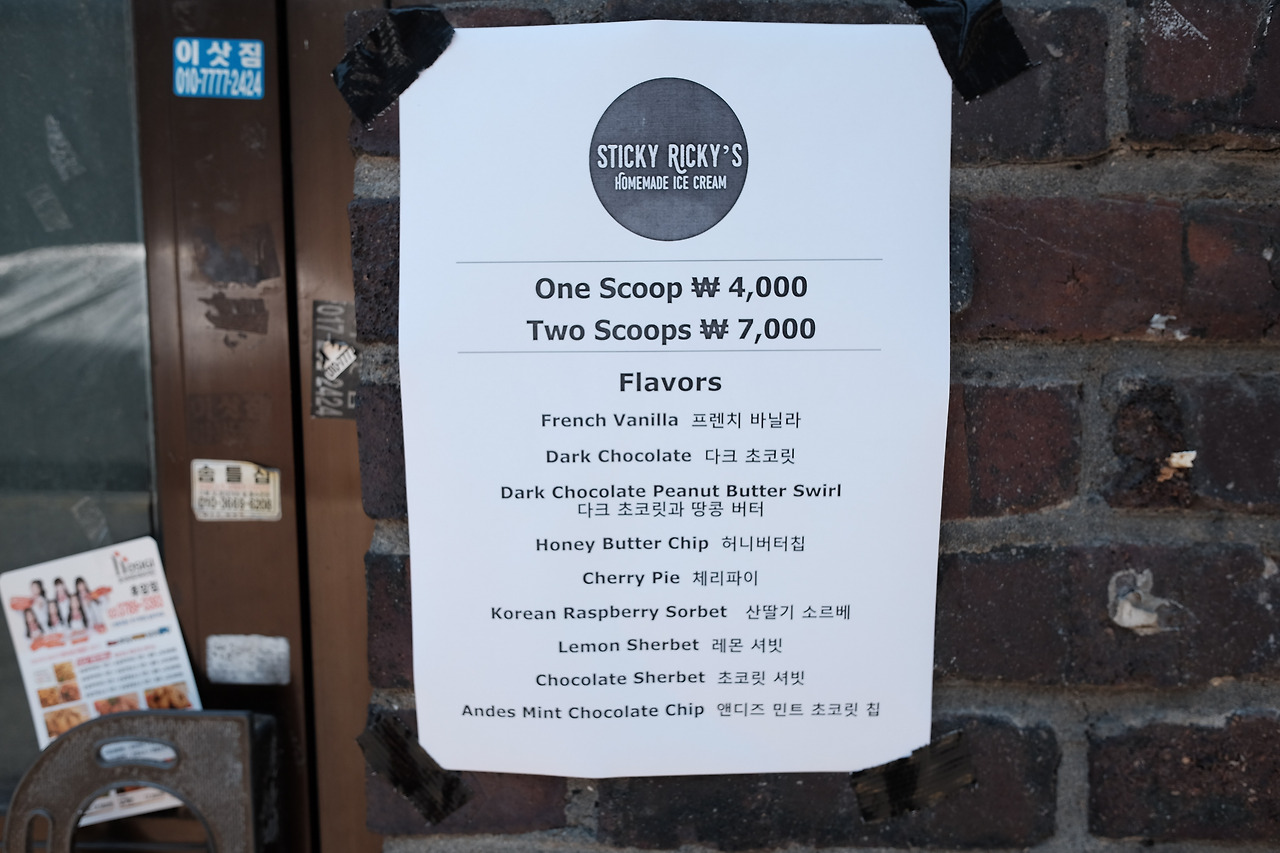 이삿짐
010-7777-2424
STICKY RICKY'S
HOMEMADE ICE CREAM
One Scoop ₩ 4,000
Two Scoops ₩ 7,000
Flavors
French Vanilla 프렌치 바닐라
Dark Chocolate 다크 초코릿
Dark Chocolate Peanut Butter Swirl
다크 초코릿과 땅콩 버터
Honey Butter Chip 허니버터칩
Cherry Pie 체리파이
Korean Raspberry Sorbet 산딸기 소르베
Lemon Sherbet 레몬 셔빗
Chocolate Sherbet 초코릿 셔빗
Andes Mint Chocolate Chip 앤디즈 민트 초코릿 칩